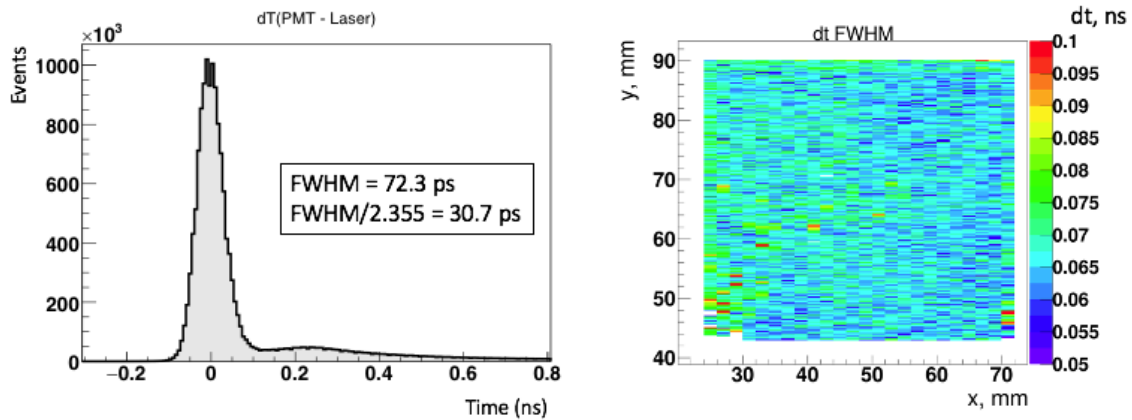 dT(PMT - Laser)
×10³
Events
1000
800
600
400
200
0
FWHM = 72.3 ps
FWHM/2.355 = 30.7 ps
−0.2 0 0.2 0.4 0.6 0.8
Time (ns)
dt FWHM
dt, ns
y, mm
90
80
70
60
50
40
30 40 50 60 70
x, mm
0.1
0.095
0.09
0.085
0.08
0.075
0.07
0.065
0.06
0.055
0.05